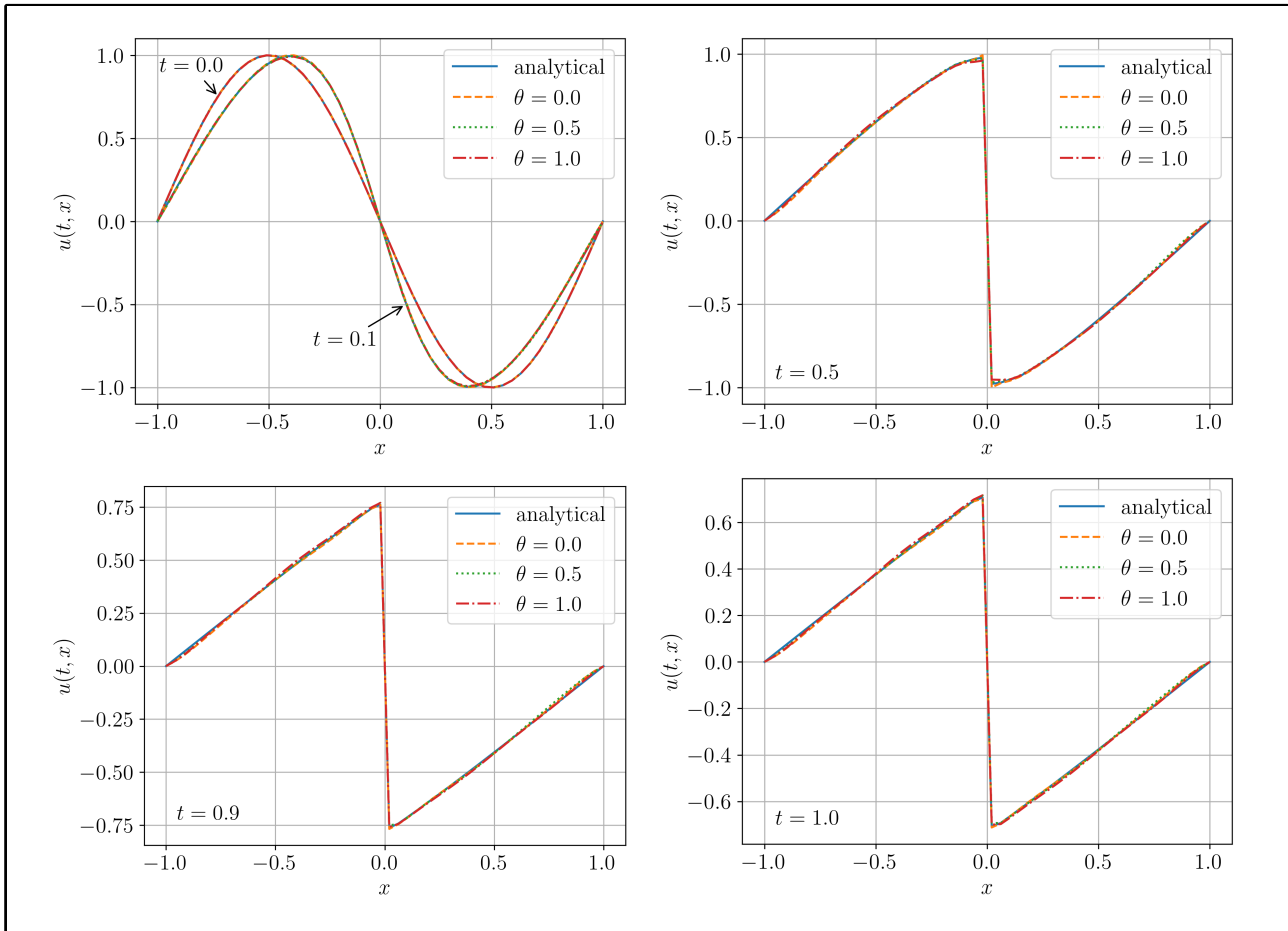 1.0
0.5
0.0
−0.5
−1.0
u(t, x)
t = 0.0
t = 0.1
analytical
θ = 0.0
θ = 0.5
θ = 1.0
−1.0 −0.5 0.0 0.5 1.0
x
1.0
0.5
0.0
−0.5
−1.0
u(t, x)
analytical
θ = 0.0
θ = 0.5
θ = 1.0
t = 0.5
−1.0 −0.5 0.0 0.5 1.0
x
0.75
0.50
0.25
0.00
−0.25
−0.50
−0.75
u(t, x)
analytical
θ = 0.0
θ = 0.5
θ = 1.0
t = 0.9
−1.0 −0.5 0.0 0.5 1.0
x
0.6
0.4
0.2
0.0
−0.2
−0.4
−0.6
u(t, x)
analytical
θ = 0.0
θ = 0.5
θ = 1.0
t = 1.0
−1.0 −0.5 0.0 0.5 1.0
x